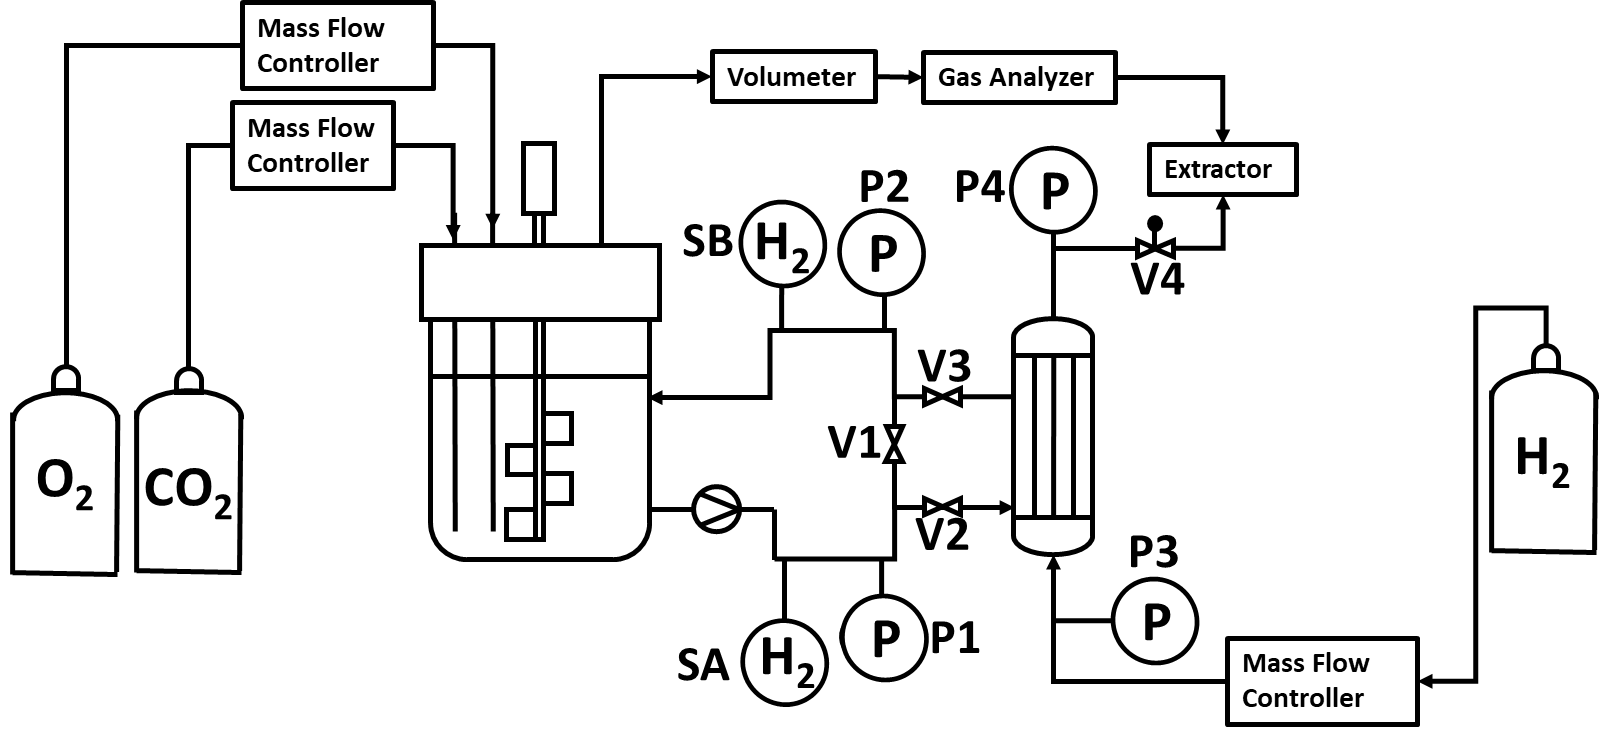 Mass Flow
Controller
Mass Flow
Controller
Volumeter
Gas Analyzer
Extractor
P2
P4
P
SB
H2
P
V4
V3
V1
V2
O2
CO2
H2
P3
P
SA
H2
P
P1
Mass Flow
Controller